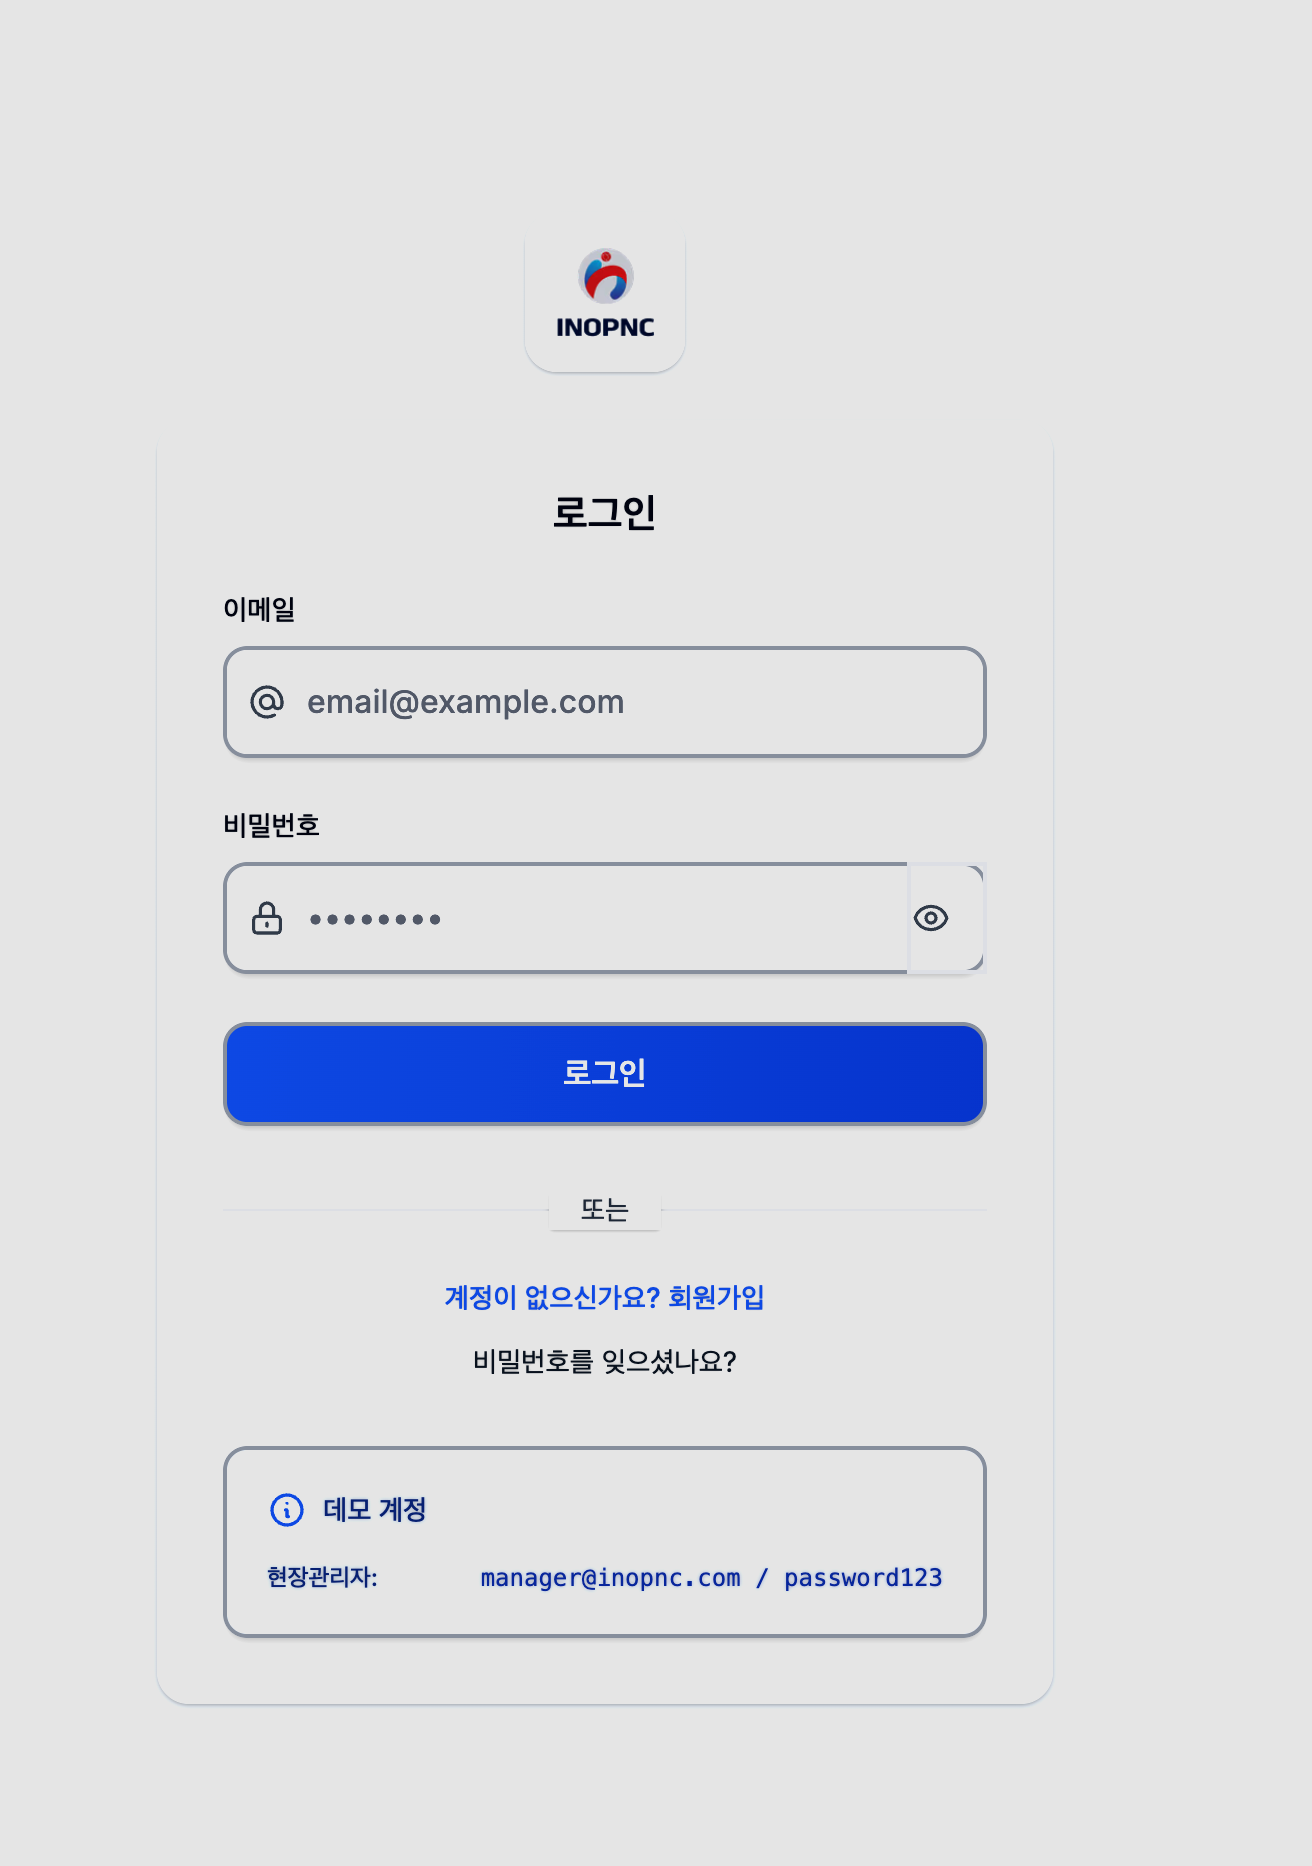 INOPNC
로그인
이메일
email@example.com
비밀번호
••••••••
로그인
또는
계정이 없으신가요? 회원가입
비밀번호를 잊으셨나요?
데모 계정
현장관리자: manager@inopnc.com / password123